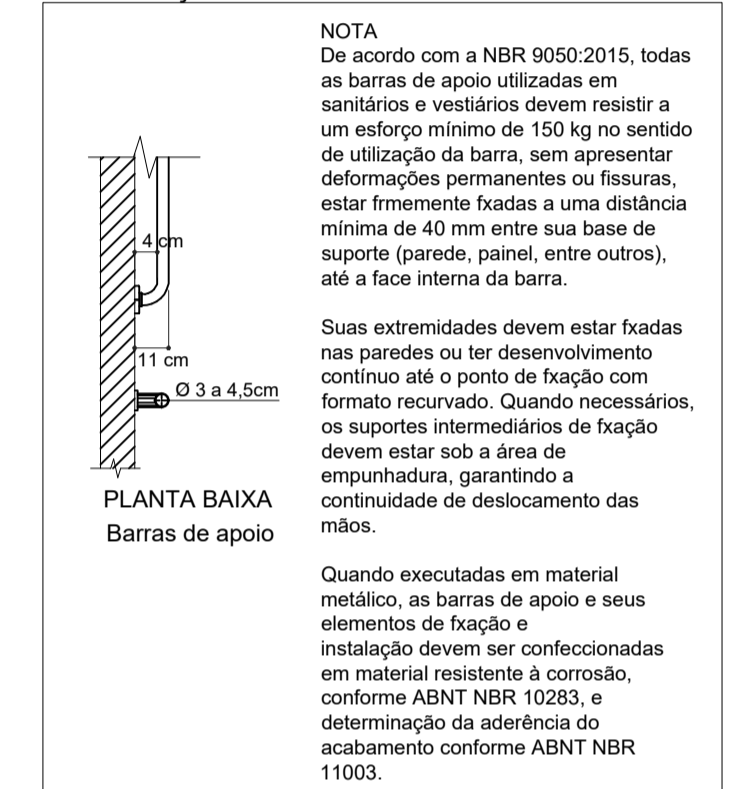 NOTA
De acordo com a NBR 9050:2015, todas
as barras de apoio utilizadas em
sanitários e vestiários devem resistir a
um esforço mínimo de 150 kg no sentido
de utilização da barra, sem apresentar
deformações permanentes ou fissuras,
estar frmemente fxadas a uma distância
mínima de 40 mm entre sua base de
suporte (parede, painel, entre outros),
até a face interna da barra.
Suas extremidades devem estar fxadas
nas paredes ou ter desenvolvimento
contínuo até o ponto de fxação com
formato recurvado. Quando necessários,
os suportes intermediários de fxação
devem estar sob a área de
empunhadura, garantindo a
continuidade de deslocamento das
mãos.
Quando executadas em material
metálico, as barras de apoio e seus
elementos de fxação e
instalação devem ser confeccionadas
em material resistente à corrosão,
conforme ABNT NBR 10283, e
determinação da aderência do
acabamento conforme ABNT NBR
11003.
4 cm
11 cm
Ø 3 a 4,5cm
PLANTA BAIXA
Barras de apoio